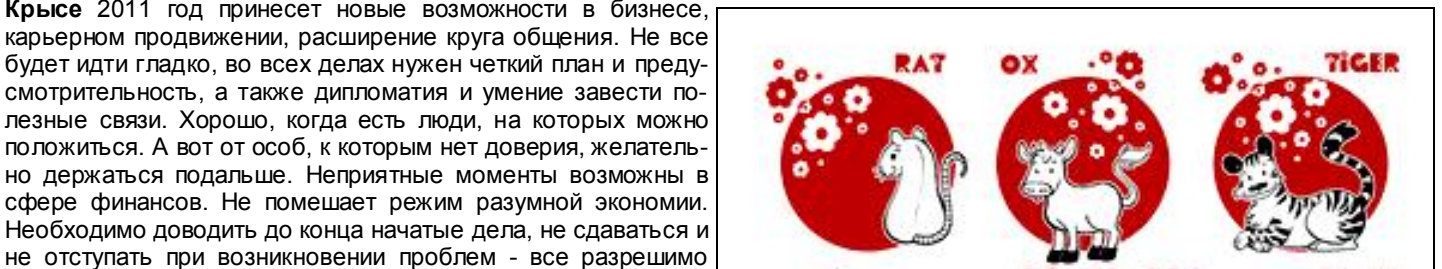 Крысе 2011 год принесет новые возможности в бизнесе,
карьерном продвижении, расширение круга общения. Не все
будет идти гладко, во всех делах нужен четкий план и преду-
смотрительность, а также дипломатия и умение завести по-
лезные связи. Хорошо, когда есть люди, на которых можно
положиться. А вот от особ, к которым нет доверия, желатель-
но держаться подальше. Неприятные моменты возможны в
сфере финансов. Не помешает режим разумной экономии.
Необходимо доводить до конца начатые дела, не сдаваться и
не отступать при возникновении проблем - все разрешимо
RAT OX TiGER